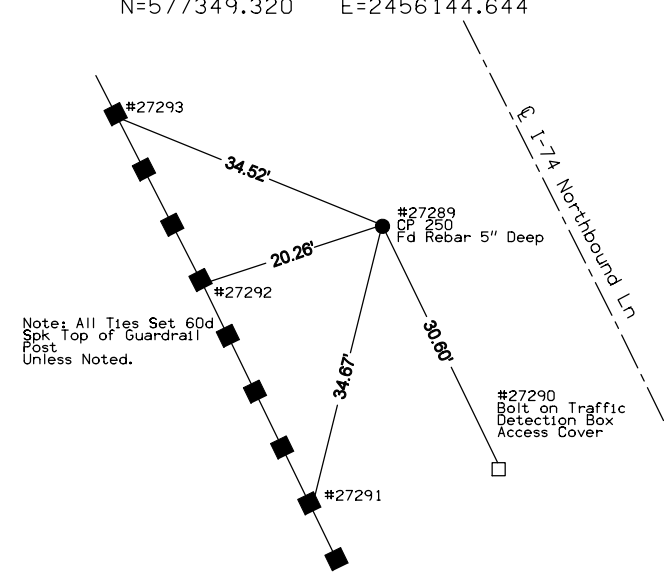 N=577349.320 E=2456144.644
#27293
℄ I-74 Northbound Ln
34.52'
#27289
CP 250
Fd Rebar 5" Deep
20.26'
#27292
Note: All Ties Set 60d
Spk Top of Guardrail
Post
Unless Noted.
30.60'
34.67'
#27290
Bolt on Traffic
Detection Box
Access Cover
#27291